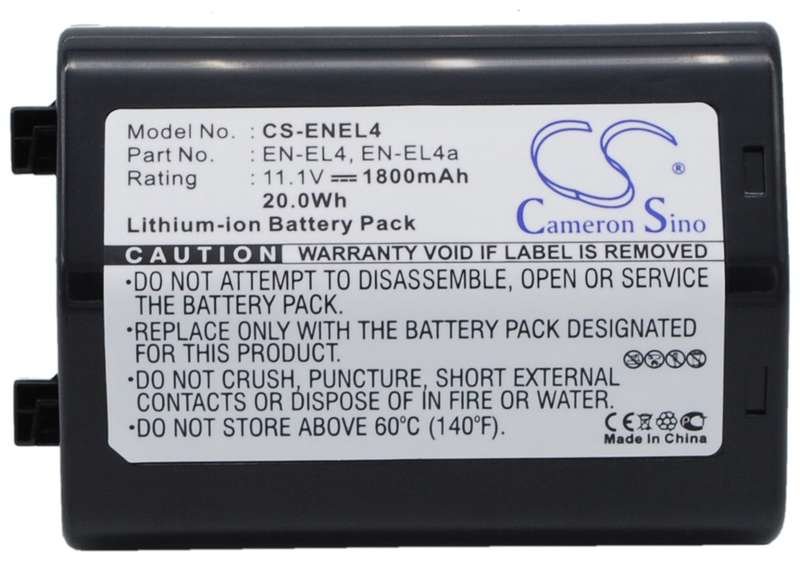 Model No. : CS-ENEL4
Part No. : EN-EL4, EN-EL4a
Rating : 11.1V 1800mAh
20.0Wh
Lithium-ion Battery Pack
CS®
Cameron Sino
CAUTION WARRANTY VOID IF LABEL IS REMOVED
•DO NOT ATTEMPT TO DISASSEMBLE, OPEN OR SERVICE
THE BATTERY PACK.
•REPLACE ONLY WITH THE BATTERY PACK DESIGNATED
FOR THIS PRODUCT.
•DO NOT CRUSH, PUNCTURE, SHORT EXTERNAL
CONTACTS OR DISPOSE OF IN FIRE OR WATER.
•DO NOT STORE ABOVE 60°C (140°F).
CE
Made In China